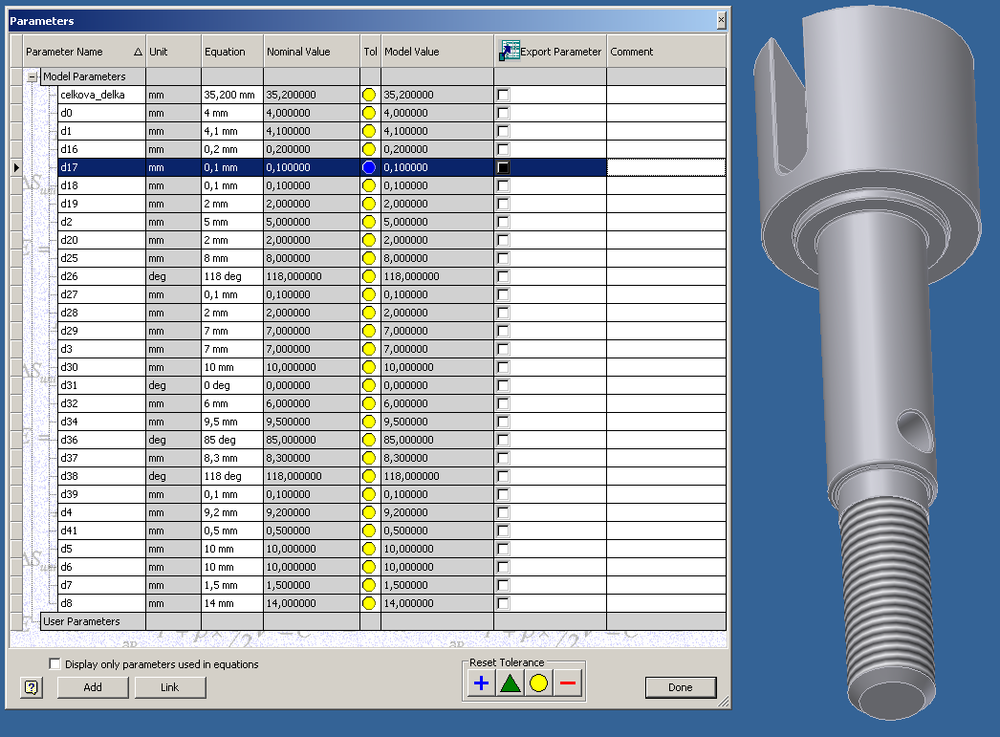 Parameters
Parameter Name Unit Equation Nominal Value Tol Model Value Export Parameter Comment
Model Parameters
celkova_delka mm 35,200 mm 35,200000 35,200000
d0 mm 4 mm 4,000000 4,000000
d1 mm 4,1 mm 4,100000 4,100000
d16 mm 0,2 mm 0,200000 0,200000
d17 mm 0,1 mm 0,100000 0,100000
d18 mm 0,1 mm 0,100000 0,100000
d19 mm 2 mm 2,000000 2,000000
d2 mm 5 mm 5,000000 5,000000
d20 mm 2 mm 2,000000 2,000000
d25 mm 8 mm 8,000000 8,000000
d26 deg 118 deg 118,000000 118,000000
d27 mm 0,1 mm 0,100000 0,100000
d28 mm 2 mm 2,000000 2,000000
d29 mm 7 mm 7,000000 7,000000
d3 mm 7 mm 7,000000 7,000000
d30 mm 10 mm 10,000000 10,000000
d31 deg 0 deg 0,000000 0,000000
d32 mm 6 mm 6,000000 6,000000
d34 mm 9,5 mm 9,500000 9,500000
d36 deg 85 deg 85,000000 85,000000
d37 mm 8,3 mm 8,300000 8,300000
d38 deg 118 deg 118,000000 118,000000
d39 mm 0,1 mm 0,100000 0,100000
d4 mm 9,2 mm 9,200000 9,200000
d41 mm 0,5 mm 0,500000 0,500000
d5 mm 10 mm 10,000000 10,000000
d6 mm 10 mm 10,000000 10,000000
d7 mm 1,5 mm 1,500000 1,500000
d8 mm 14 mm 14,000000 14,000000
User Parameters
Display only parameters used in equations
Reset Tolerance
Add Link Done